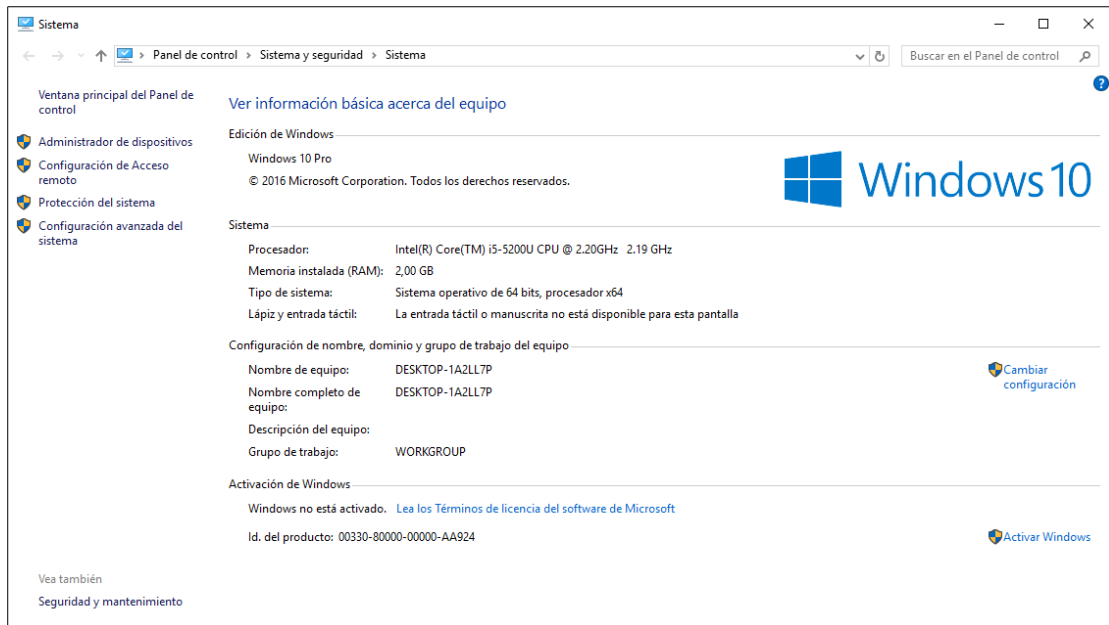 Sistema
Panel de control > Sistema y seguridad > Sistema
Buscar en el Panel de control
Ventana principal del Panel de
control
Administrador de dispositivos
Configuración de Acceso
remoto
Protección del sistema
Configuración avanzada del
sistema
Vea también
Seguridad y mantenimiento
?
Ver información básica acerca del equipo
Edición de Windows
Windows 10 Pro
© 2016 Microsoft Corporation. Todos los derechos reservados.
Windows 10
Sistema
Procesador: Intel(R) Core(TM) i5-5200U CPU @ 2.20GHz 2.19 GHz
Memoria instalada (RAM): 2,00 GB
Tipo de sistema: Sistema operativo de 64 bits, procesador x64
Lápiz y entrada táctil: La entrada táctil o manuscrita no está disponible para esta pantalla
Configuración de nombre, dominio y grupo de trabajo del equipo
Nombre de equipo: DESKTOP-1A2LL7P
Cambiar
configuración
Nombre completo de
equipo:
DESKTOP-1A2LL7P
Descripción del equipo:
Grupo de trabajo: WORKGROUP
Activación de Windows
Windows no está activado. Lea los Términos de licencia del software de Microsoft
Id. del producto: 00330-80000-00000-AA924
Activar Windows